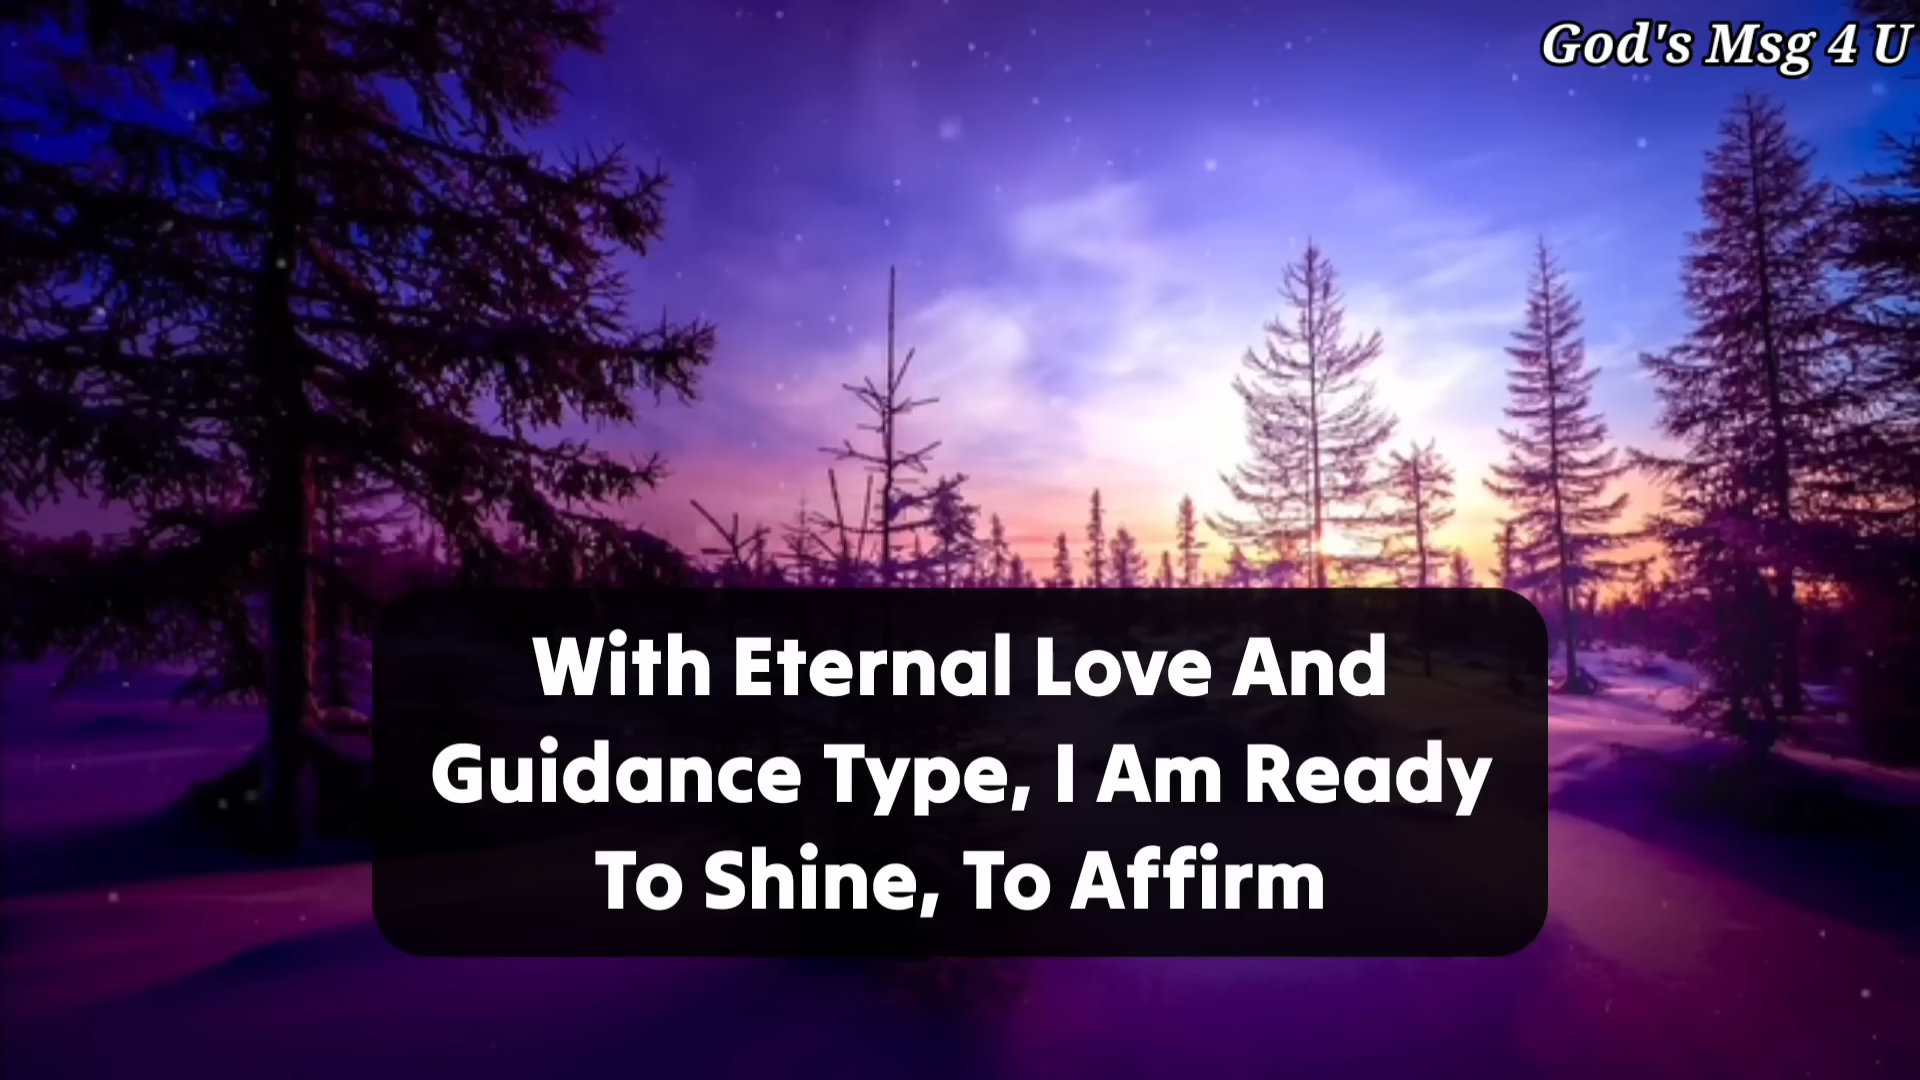 God's Msg 4 U
With Eternal Love And
Guidance Type, I Am Ready
To Shine, To Affirm